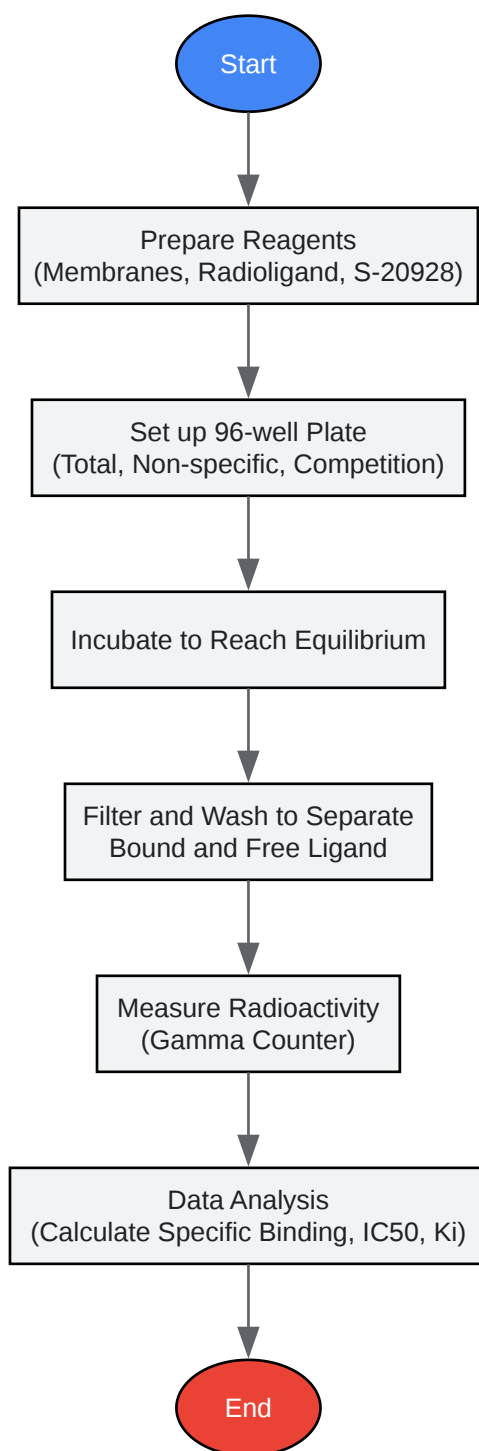 Start
Prepare Reagents
(Membranes, Radioligand, S-20928)
Set up 96-well Plate
(Total, Non-specific, Competition)
Incubate to Reach Equilibrium
Filter and Wash to Separate
Bound and Free Ligand
Measure Radioactivity
(Gamma Counter)
Data Analysis
(Calculate Specific Binding, IC50, Ki)
End